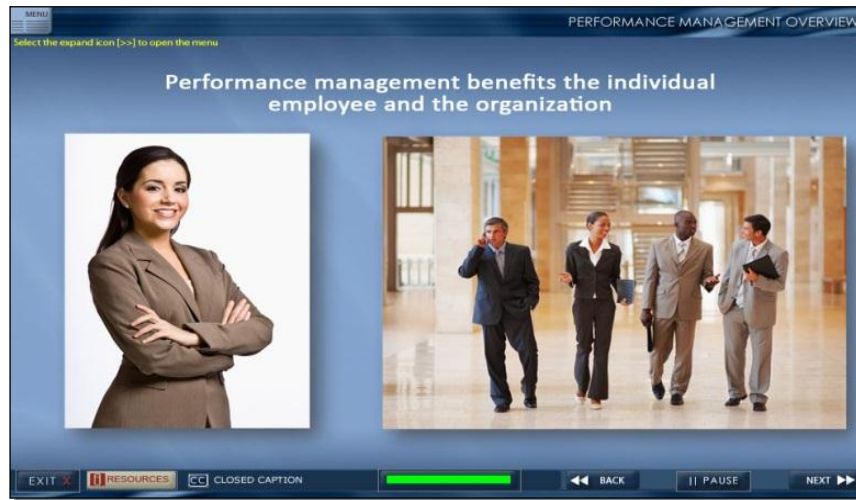 MENU
PERFORMANCE MANAGEMENT OVERVIEW
Select the expand icon [>>] to open the menu
Performance management benefits the individual
employee and the organization
EXIT X
RESOURCES
CC CLOSED CAPTION
BACK
PAUSE
NEXT